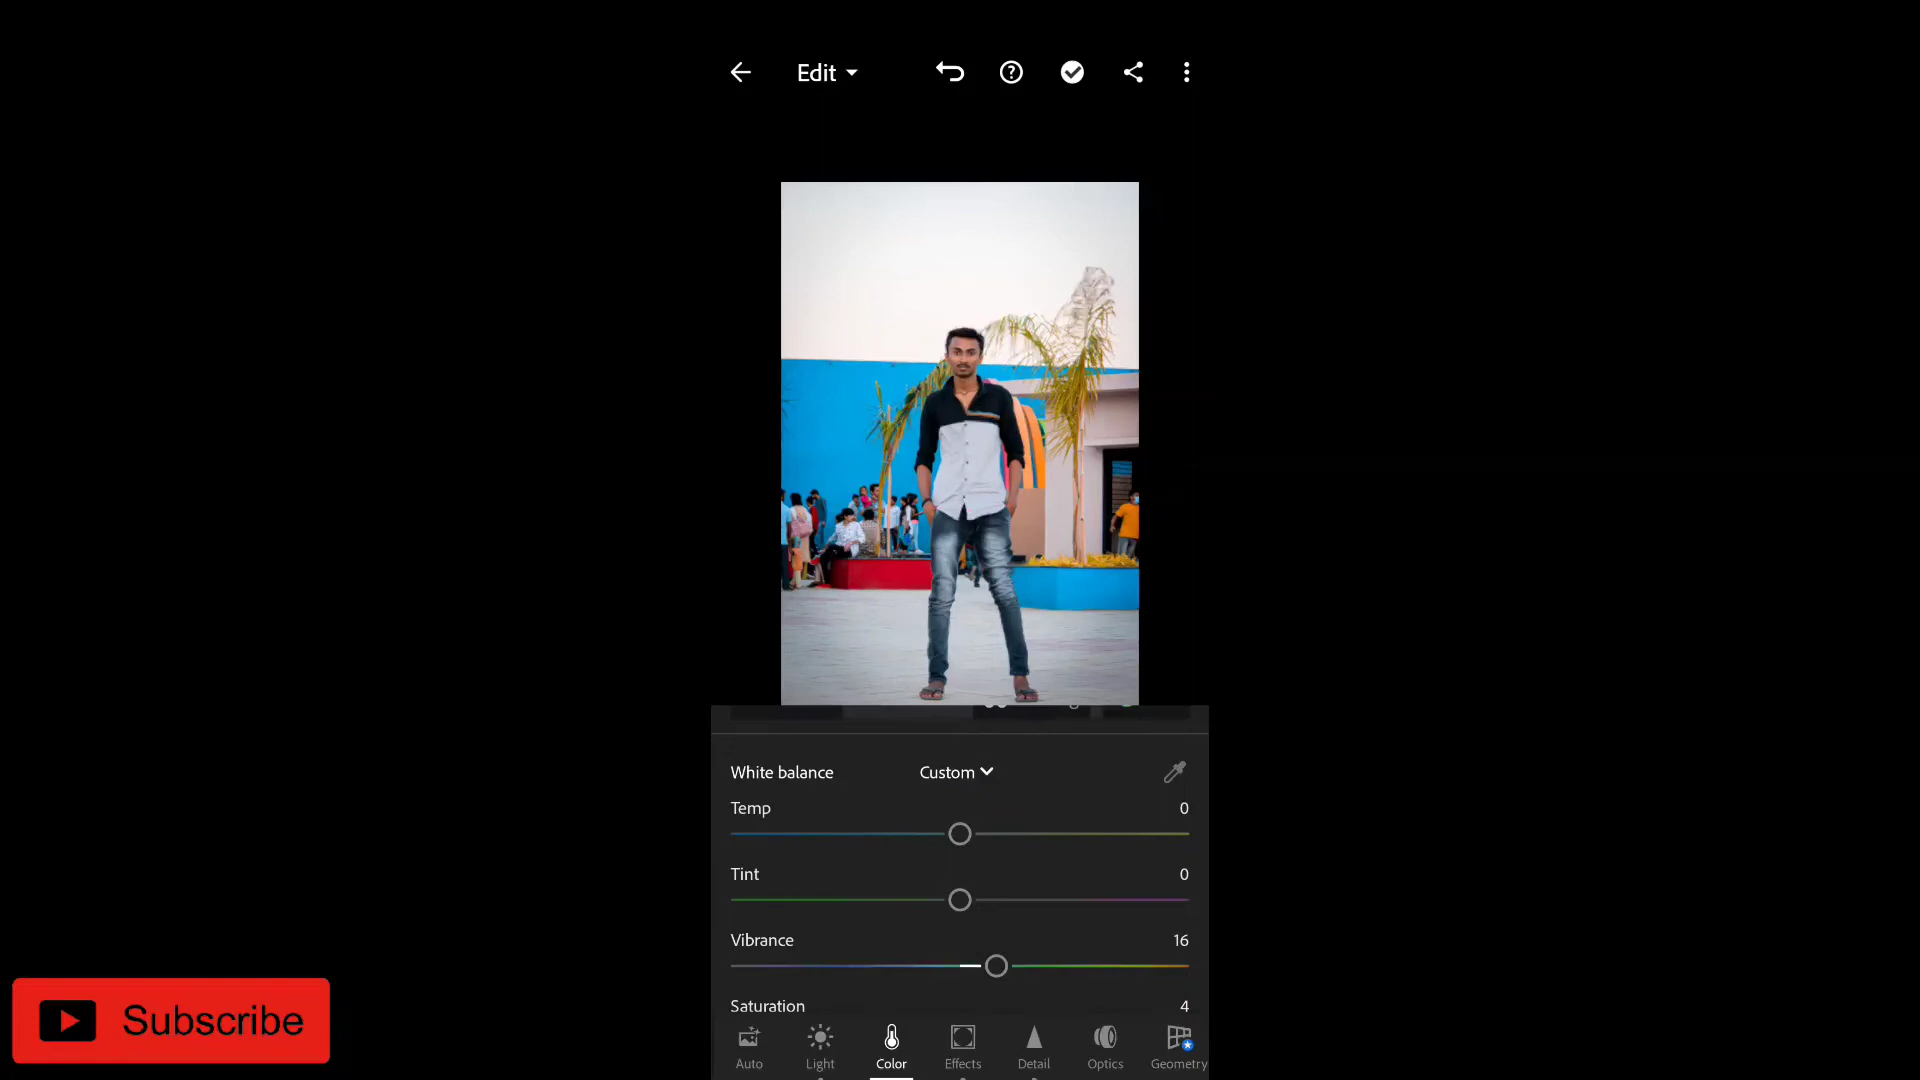 Edit
White balance Custom
Temp 0
Tint 0
Vibrance 16
Saturation 4
Auto Light Color Effects Detail Optics Geometry
Subscribe